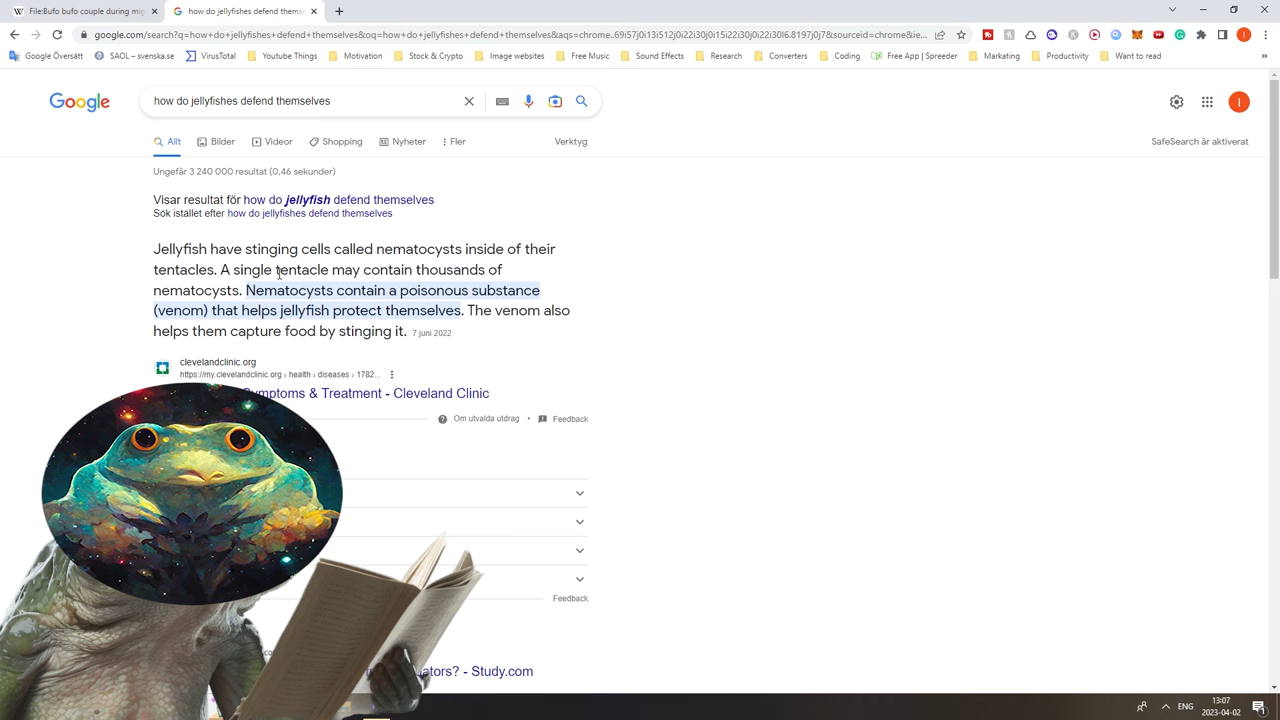 File:Bufo bufo couple during mig
how do jellyfishes defend thems
google.com/search?q=how+do+jellyfishes+defend+themselves&oq=how+do+jellyfishes+defend+themselves&aqs=chrome..69i57j0i13i512j0i22i30j0i15i22i30j0i22i30l6.8197j0j7&sourceid=chrome&ie...
Google Översätt
SAOL – svenska.se
VirusTotal
Youtube Things
Motivation
Stock & Crypto
Image websites
Free Music
Sound Effects
Research
Converters
Coding
Free App | Spreeder
Markating
Productivity
Want to read
Google
how do jellyfishes defend themselves
I
Allt
Bilder
Videor
Shopping
Nyheter
Fler
Verktyg
SafeSearch är aktiverat
Ungefär 3 240 000 resultat (0,46 sekunder)
Visar resultat för how do jellyfish defend themselves
Sök istället efter how do jellyfishes defend themselves
Jellyfish have stinging cells called nematocysts inside of their
tentacles. A single tentacle may contain thousands of
nematocysts. Nematocysts contain a poisonous substance
(venom) that helps jellyfish protect themselves. The venom also
helps them capture food by stinging it. 7 juni 2022
clevelandclinic.org
https://my.clevelandclinic.org › health › diseases › 1782...
ymptoms & Treatment - Cleveland Clinic
Om utvalda utdrag
Feedback
Feedback
ators? - Study.com
ENG
13:07
2023-04-02